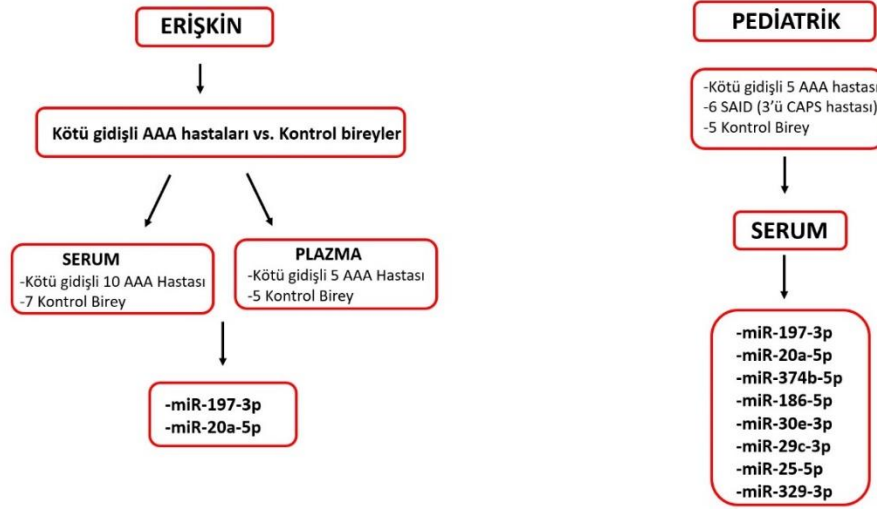 ERİŞKİN
Kötü gidişli AAA hastaları vs. Kontrol bireyler
SERUM
-Kötü gidişli 10 AAA Hastası
-7 Kontrol Birey
PLAZMA
-Kötü gidişli 5 AAA Hastası
-5 Kontrol Birey
-miR-197-3p
-miR-20a-5p
PEDİATRİK
-Kötü gidişli 5 AAA hastası
-6 SAID (3'ü CAPS hastası)
-5 Kontrol Birey
SERUM
-miR-197-3p
-miR-20a-5p
-miR-374b-5p
-miR-186-5p
-miR-30e-3p
-miR-29c-3p
-miR-25-5p
-miR-329-3p